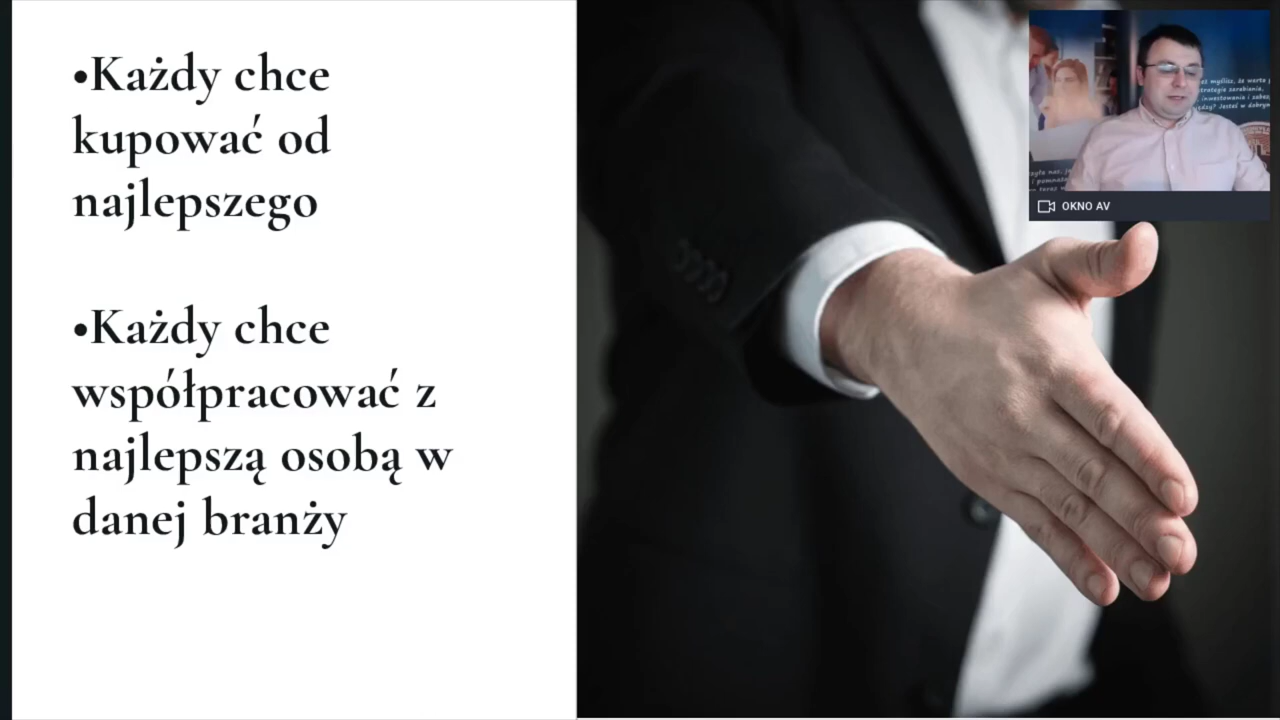 •Każdy chce
kupować od
najlepszego
•Każdy chce
współpracować z
najlepszą osobą w
danej branży
OKNO AV